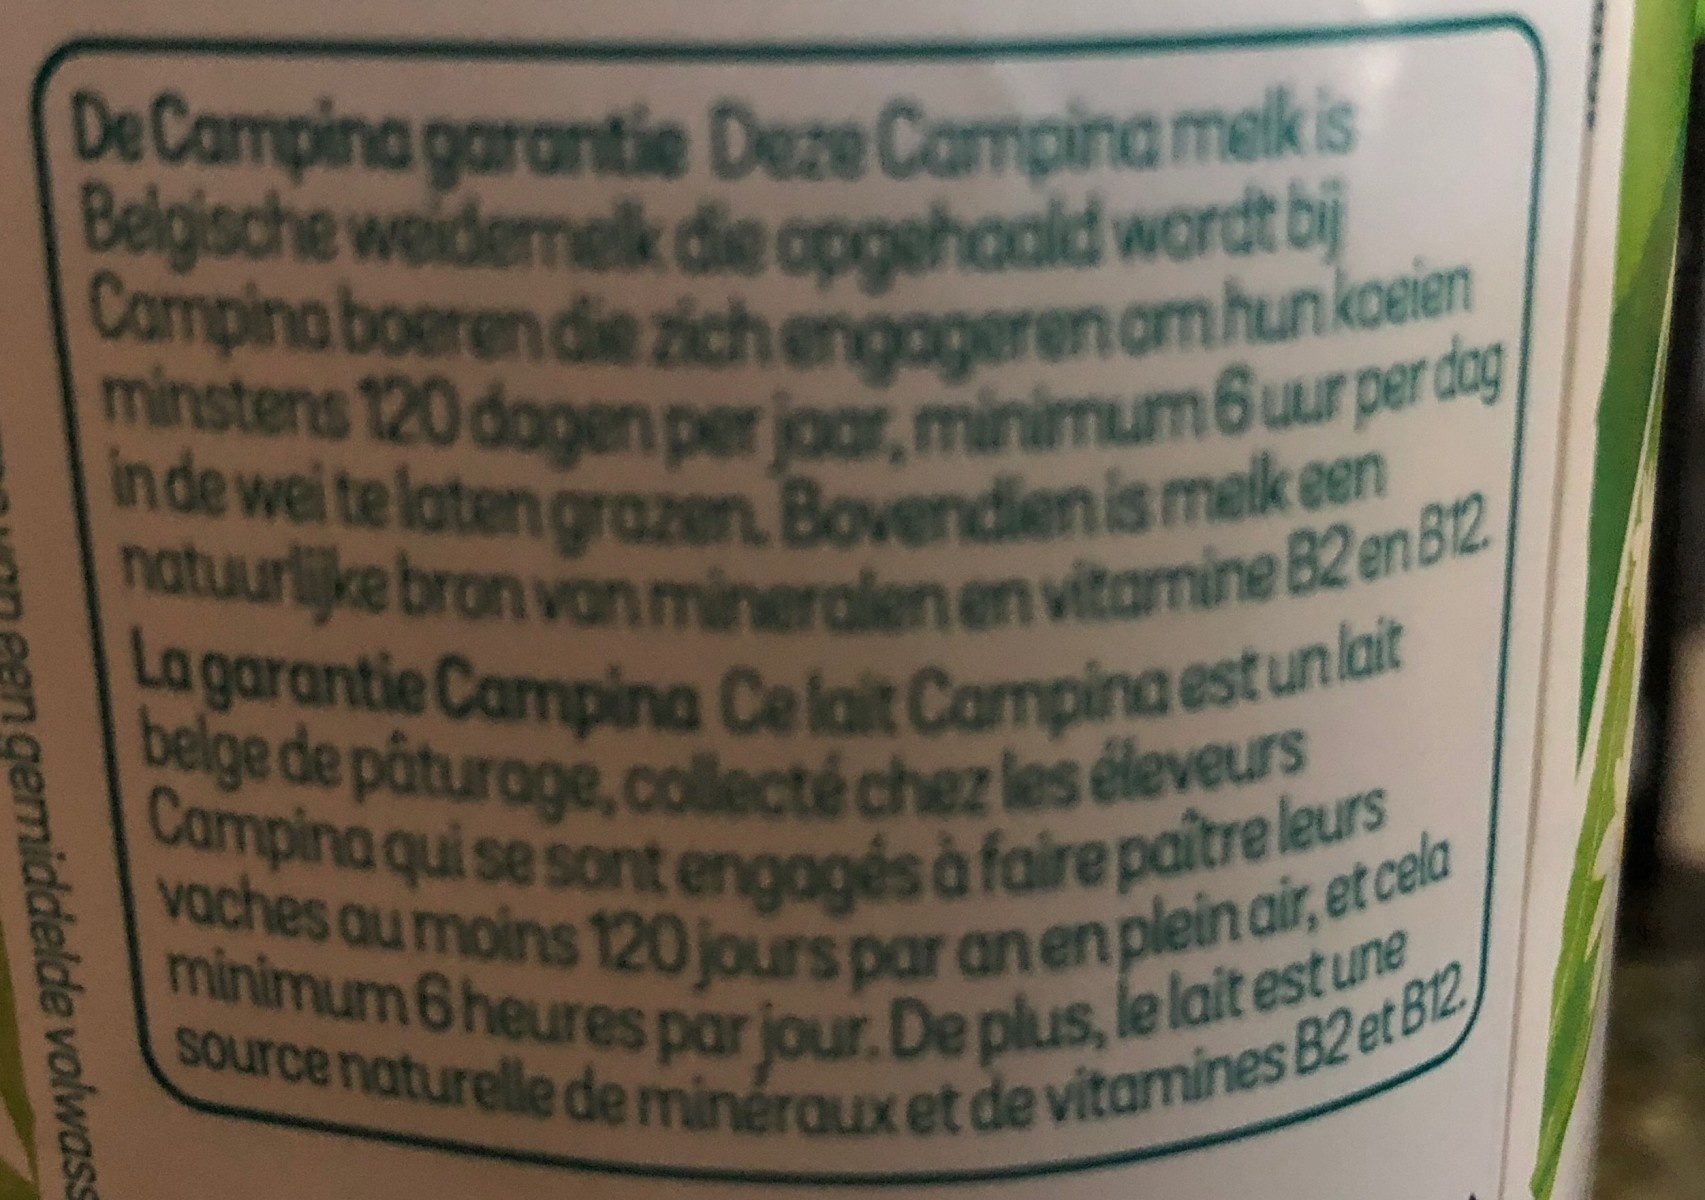 De Campina garantie Deze Campina melk is
Belgische weidemelk die opgehaald wordt bij
Campina boeren die zich engageren om hun koeien
minstens 120 dagen per jaar, minimum 6 uur per dag
in de wei te laten grazen. Bovendien is melk een
natuurlijke bron van mineralen en vitamine B2 en B12.
La garantie Campina Ce lait Campina est un lait
belge de pâturage, collecté chez les éleveurs
Campina qui se sont engagés à faire paître leurs
vaches au moins 120 jours par an en plein air, et cela
minimum 6 heures par jour. De plus, le lait est une
source naturelle de minéraux et de vitamines B2 et B12.
van een gemiddelde volwass